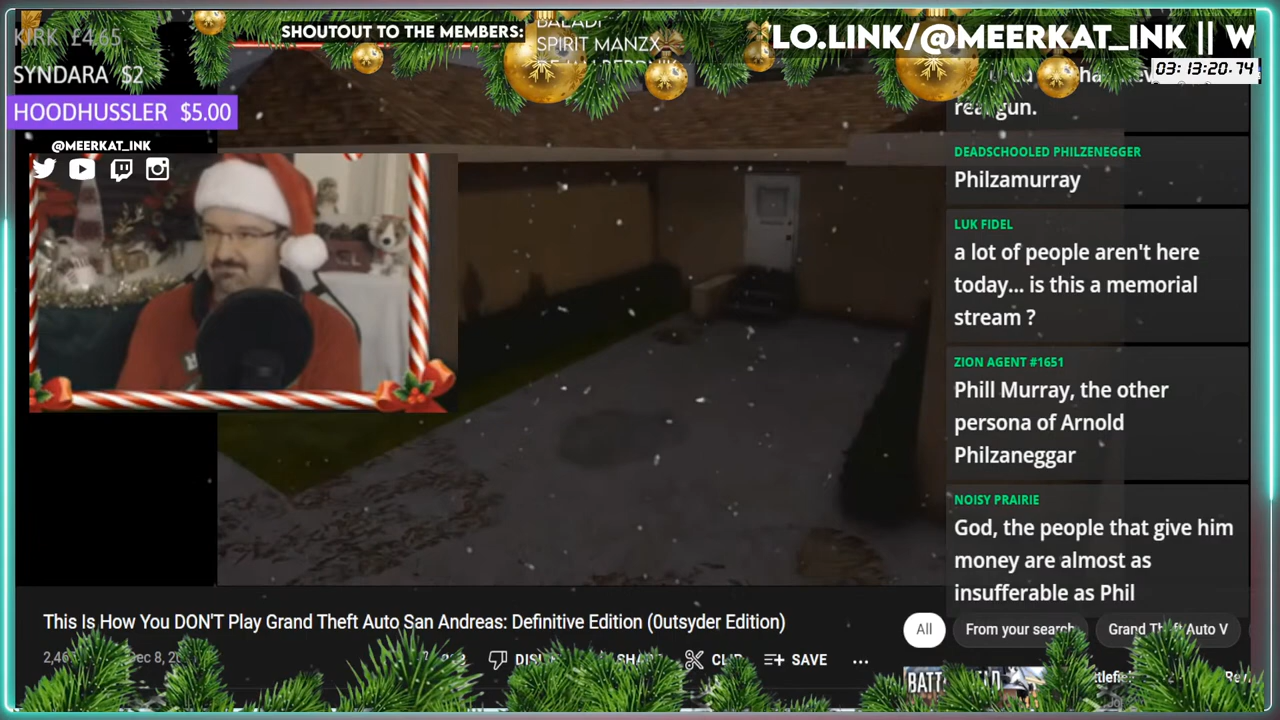 KIRK £4.65
SYNDARA $2
HOODHUSSLER $5.00
SHOUTOUT TO THE MEMBERS:
SPIRIT MANZX
LO.LINK/@MEERKAT_INK || W
03:13:20.74
@MEERKAT_INK
real gun.
DEADSCHOOLED PHILZENEGGER
Philzamurray
LUK FIDEL
a lot of people aren't here
today... is this a memorial
stream ?
ZION AGENT #1651
Phill Murray, the other
persona of Arnold
Philzaneggar
NOISY PRAIRIE
God, the people that give him
money are almost as
insufferable as Phil
This Is How You DON'T Play Grand Theft Auto San Andreas: Definitive Edition (0utsyder Edition)
All
From your search
Grand Theft Auto V
SAVE
...